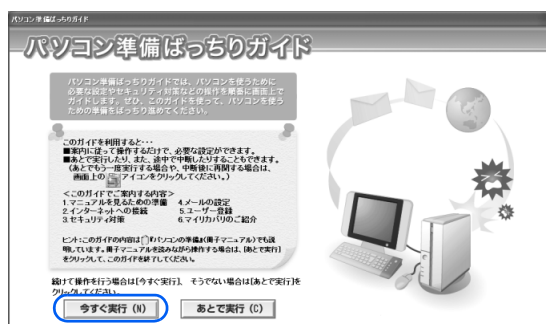 パソコン準備ばっちりガイド
パソコン準備ばっちりガイド
パソコン準備ばっちりガイドでは、パソコンを使うために
必要な設定やセキュリティ対策などの操作を順番に画面上で
ガイドします。ぜひ、このガイドを使って、パソコンを使う
ための準備をばっちり進めてください。
このガイドを利用すると・・・
■案内に従って操作するだけで、必要な設定ができます。
■あとで実行したり、また、途中で中断したりすることもできます。
（あとでもう一度実行する場合や、中断後に再開する場合は、
画面上の アイコンをクリックしてください。）
＜このガイドでご案内する内容＞
1.マニュアルを見るための準備 4.メールの設定
2.インターネットへの接続 5.ユーザー登録
3.セキュリティ対策 6.マイリカバリのご紹介
ヒント:このガイドの内容は『パソコンの準備』(冊子マニュアル)でも説
明しています。冊子マニュアルを読みながら操作する場合は、[あとで実行]
をクリックして、このガイドを終了してください。
続けて操作を行う場合は[今すぐ実行]、そうでない場合は[あとで実行]を
クリックしてください。
今すぐ実行 (N) あとで実行 (C)